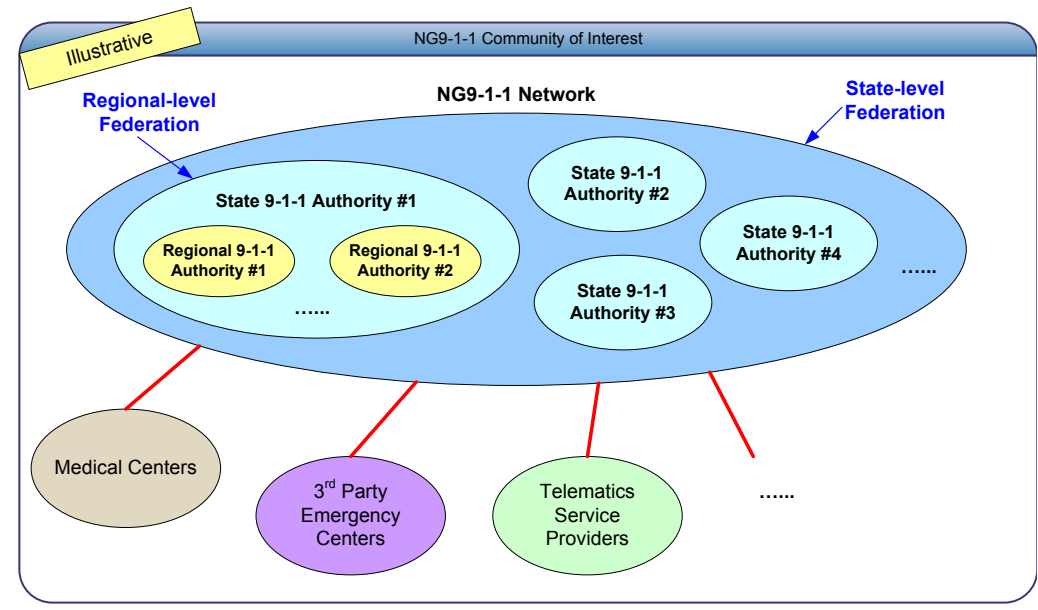 Illustrative
NG9-1-1 Community of Interest
Regional-level
Federation
NG9-1-1 Network
State-level
Federation
State 9-1-1 Authority #1
Regional 9-1-1
Authority #1
Regional 9-1-1
Authority #2
…...
State 9-1-1
Authority #2
State 9-1-1
Authority #4
State 9-1-1
Authority #3
…...
Medical Centers
3rd Party
Emergency
Centers
Telematics
Service
Providers
…...